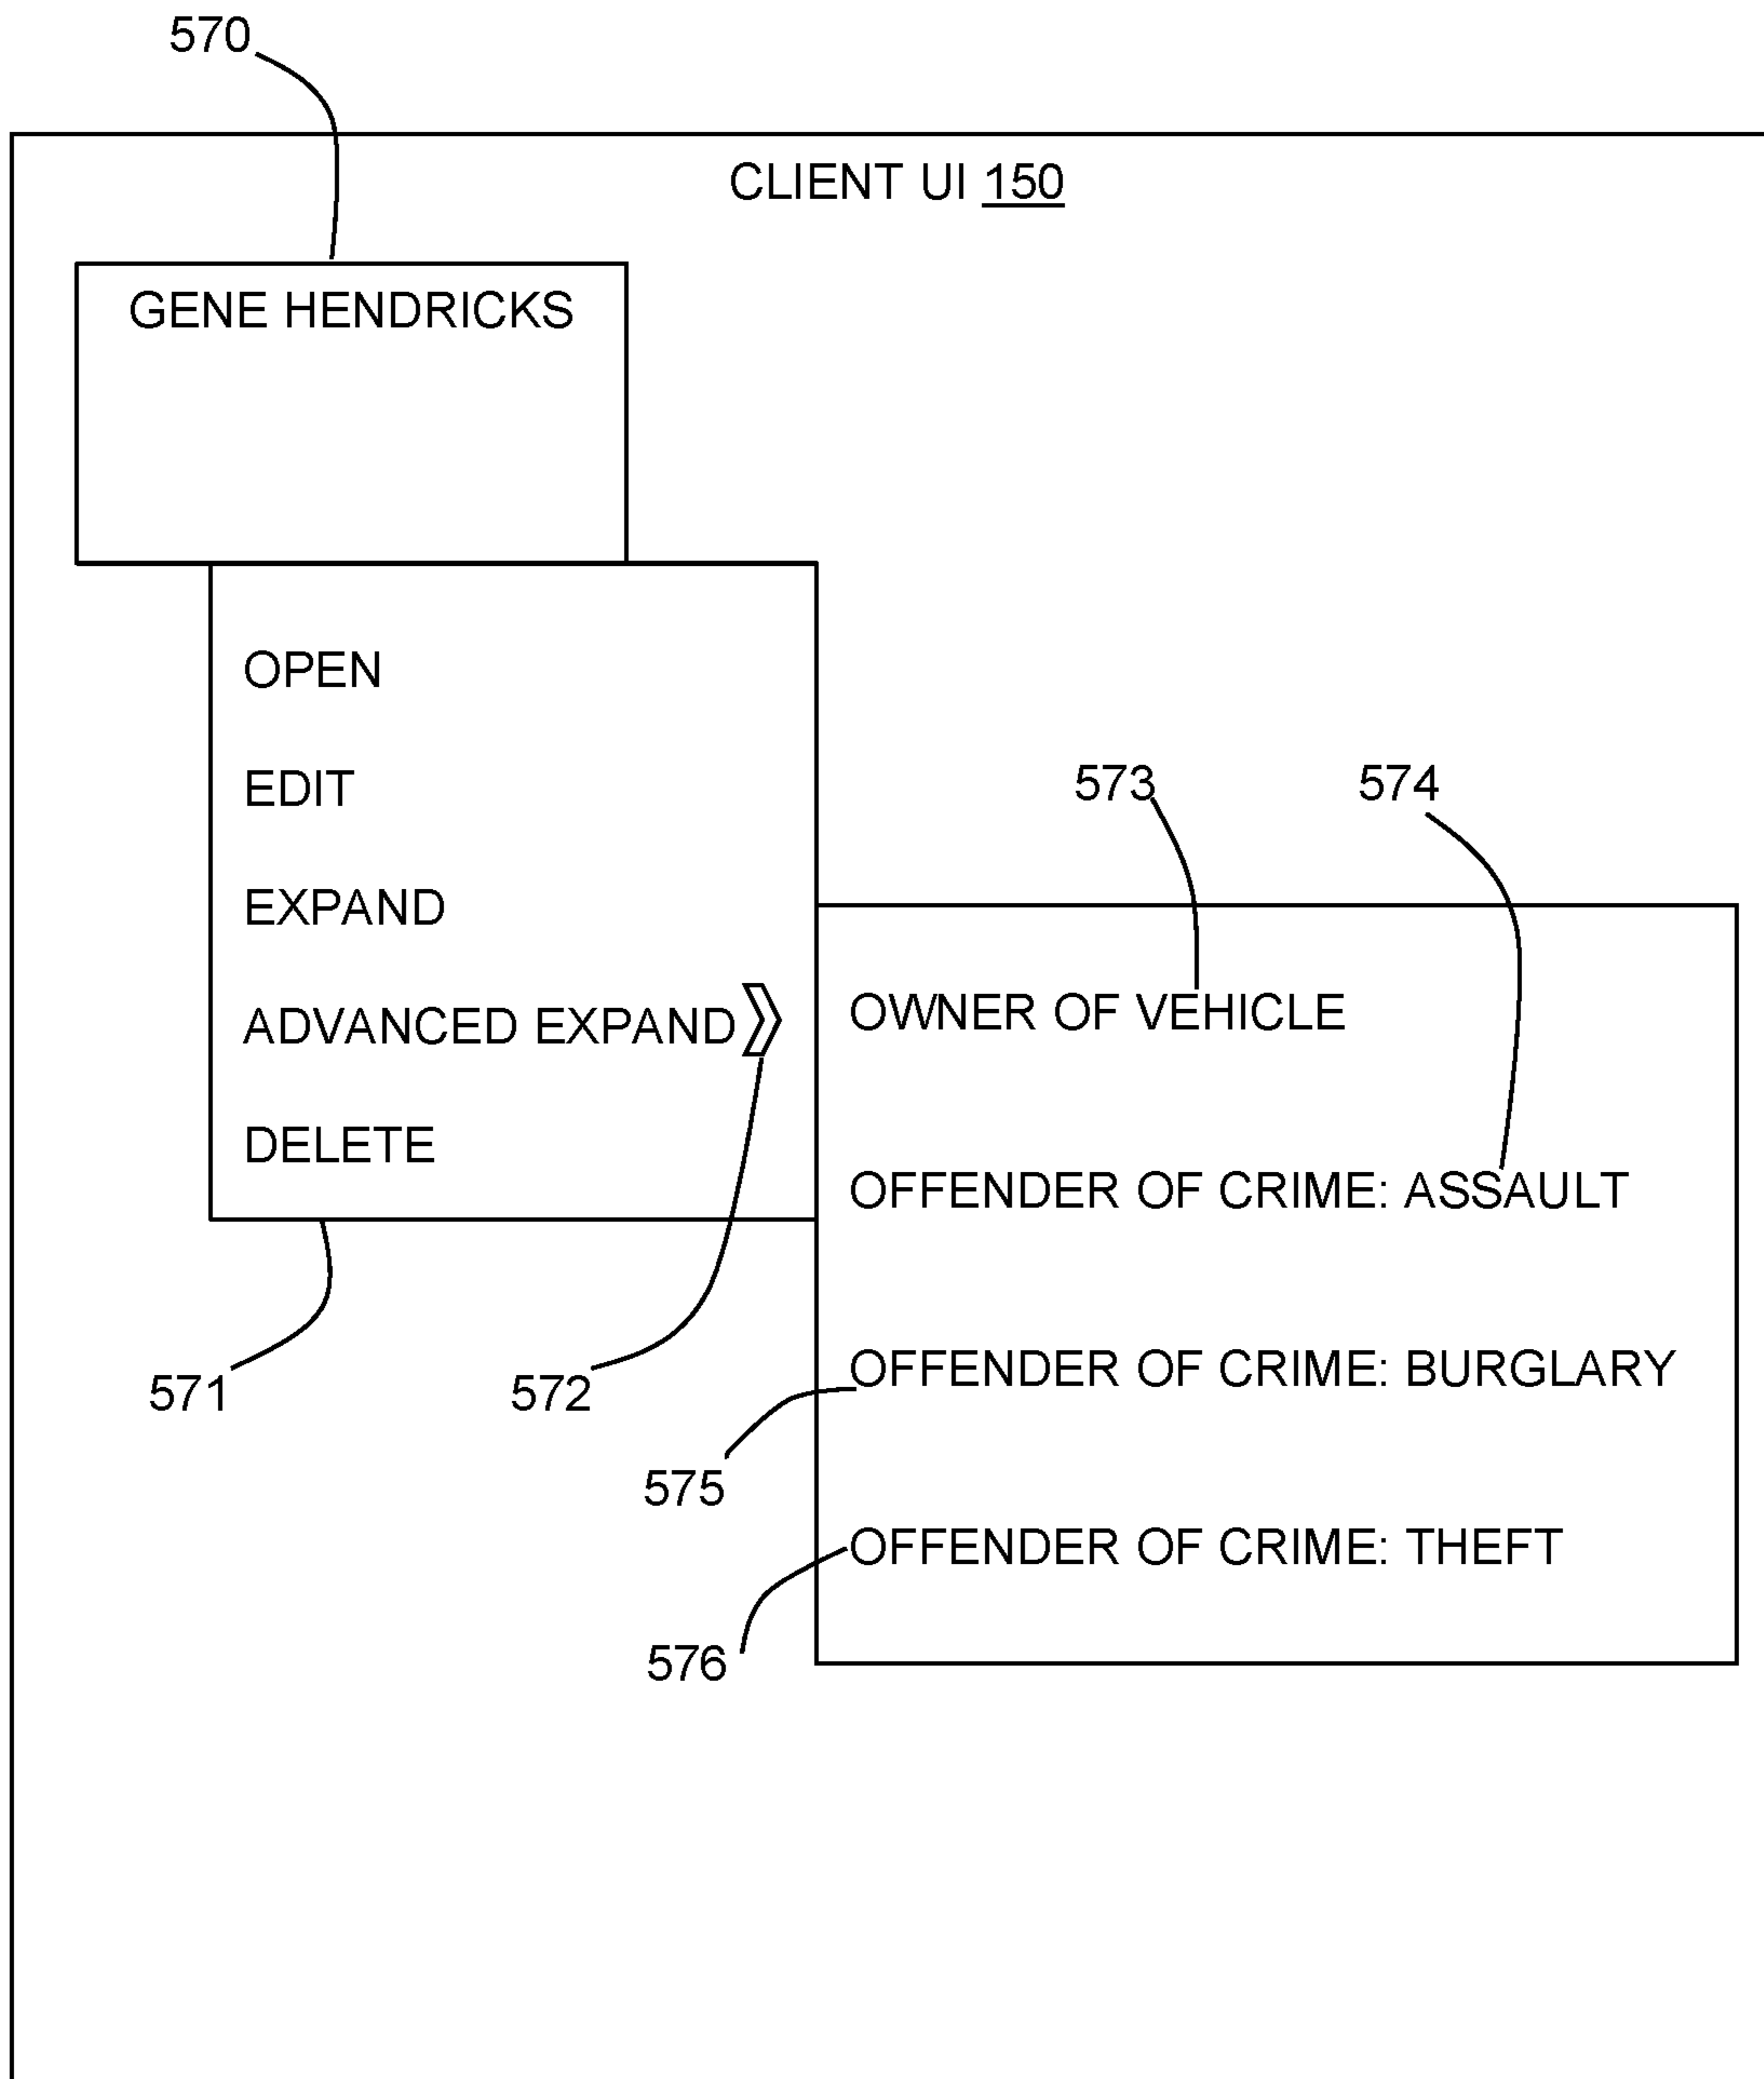 570
CLIENT UI 150
GENE HENDRICKS
OPEN
EDIT
EXPAND
ADVANCED EXPAND
DELETE
573
574
OWNER OF VEHICLE
OFFENDER OF CRIME: ASSAULT
OFFENDER OF CRIME: BURGLARY
OFFENDER OF CRIME: THEFT
571
572
575
576